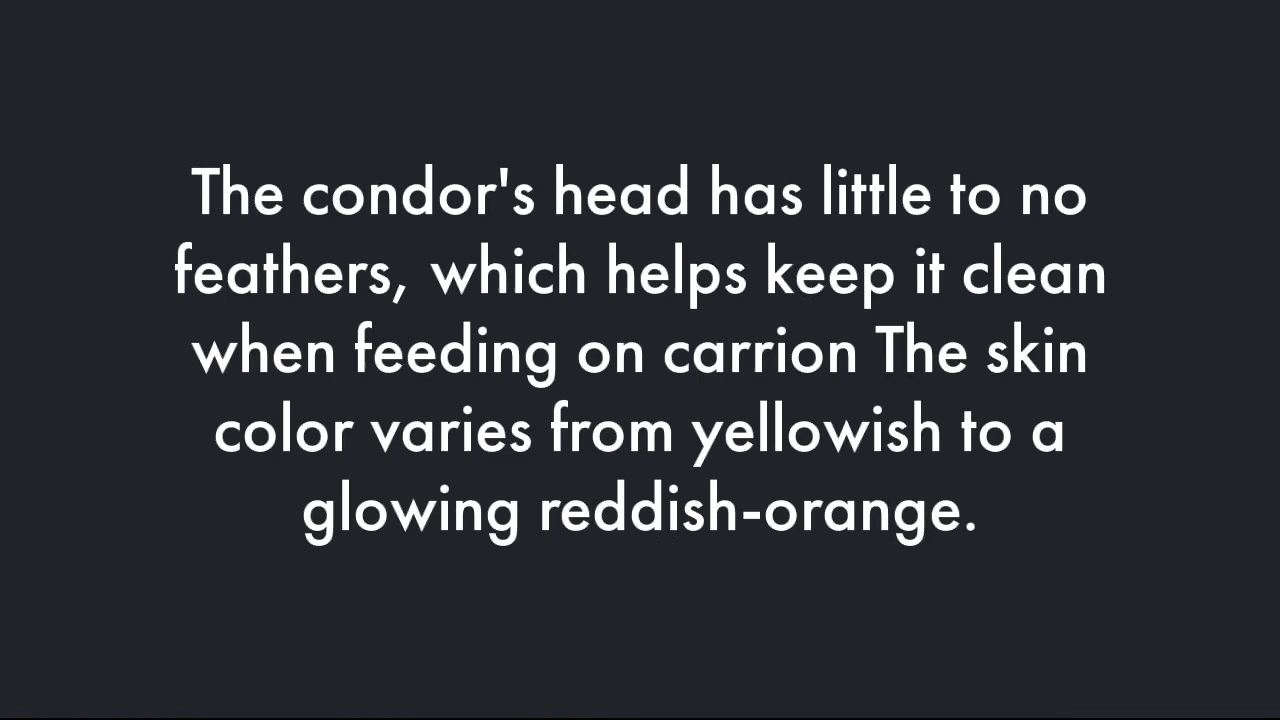 The condor's head has little to no
feathers, which helps keep it clean
when feeding on carrion The skin
color varies from yellowish to a
glowing reddish-orange.